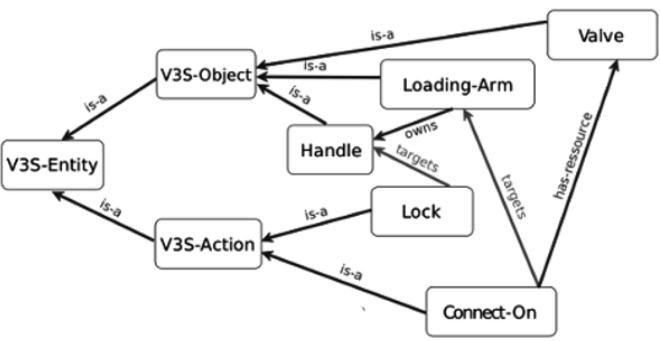 Valve
is-a
V3S-Object
is-a
Loading-Arm
is-a
is-a
owns
Handle
targets
has-ressource
V3S-Entity
targets
Lock
is-a
is-a
V3S-Action
is-a
Connect-On